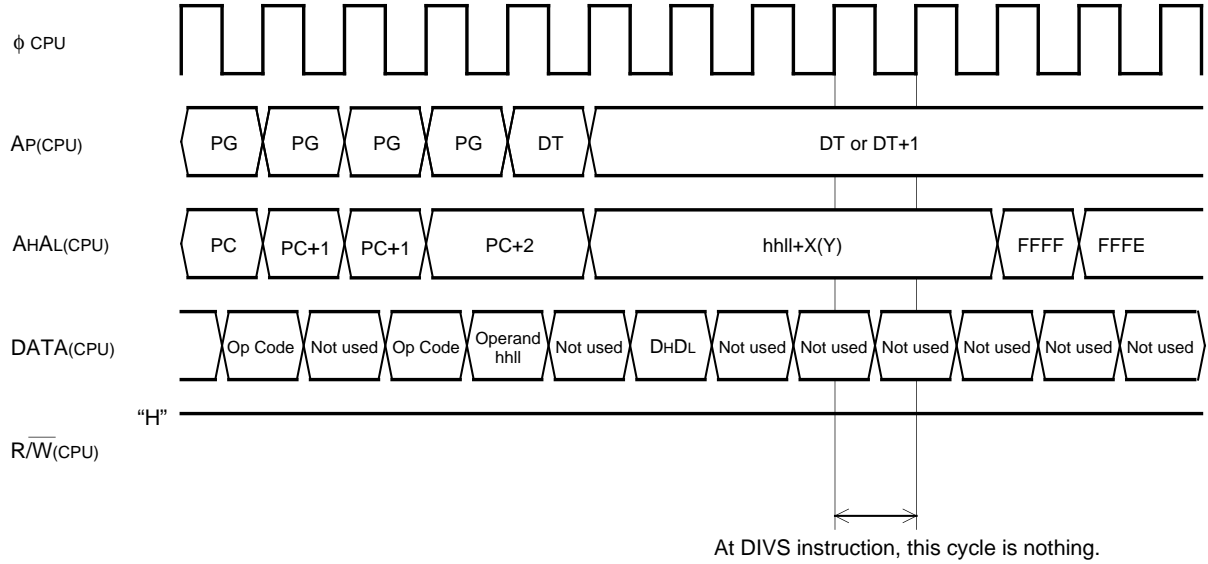 ϕ CPU
AP(CPU) PG PG PG PG DT DT or DT+1
AHAL(CPU) PC PC+1 PC+1 PC+2 hhll+X(Y) FFFF FFFE
DATA(CPU) Op Code Not used Op Code Operand hhll Not used DHDL Not used Not used Not used Not used Not used Not used
“H”
R/W̅(CPU)
At DIVS instruction, this cycle is nothing.